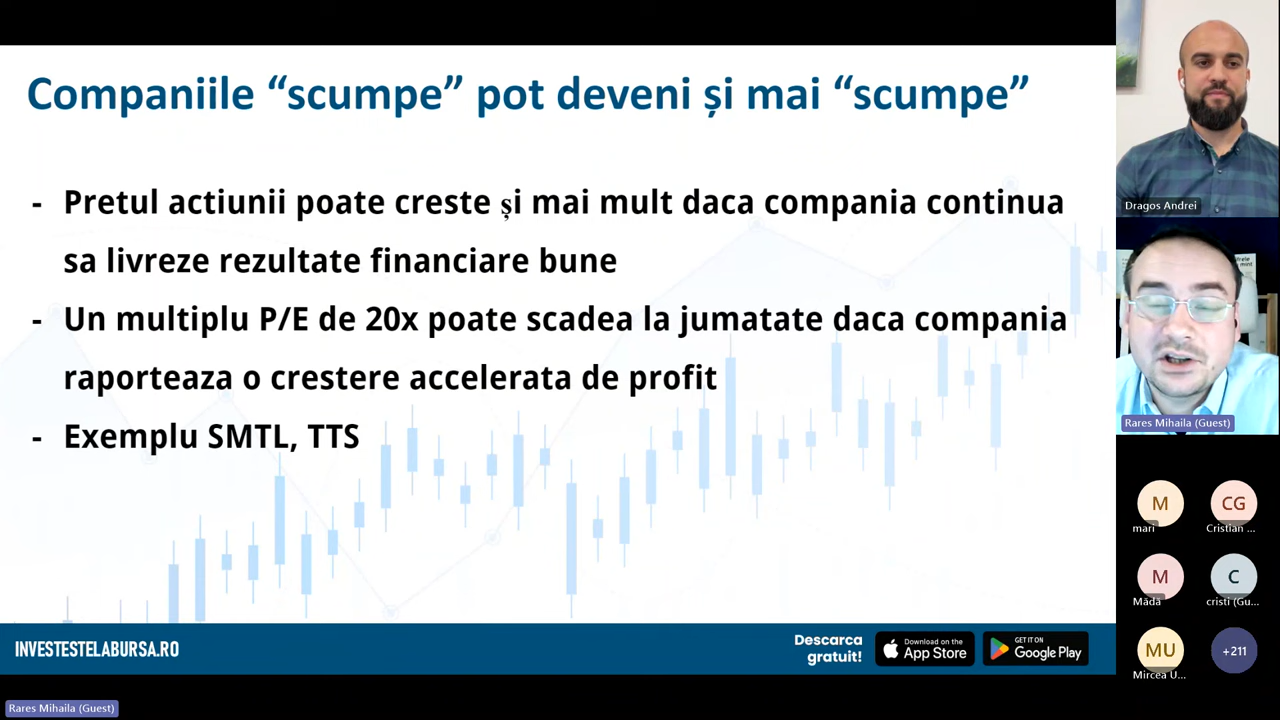 Companiile “scumpe” pot deveni și mai “scumpe”
- Pretul actiunii poate creste și mai mult daca compania continua
sa livreze rezultate financiare bune
- Un multiplu P/E de 20x poate scadea la jumatate daca compania
raporteaza o crestere accelerata de profit
- Exemplu SMTL, TTS
INVESTESTELABURSA.RO
Descarca
gratuit!
Download on the
App Store
GET IT ON
Google Play
Dragos Andrei
Rares Mihaila (Guest)
M
CG
mari
Cristian ...
M
C
Măda
cristi (Gu...
MU
+211
Mircea U...
Rares Mihaila (Guest)